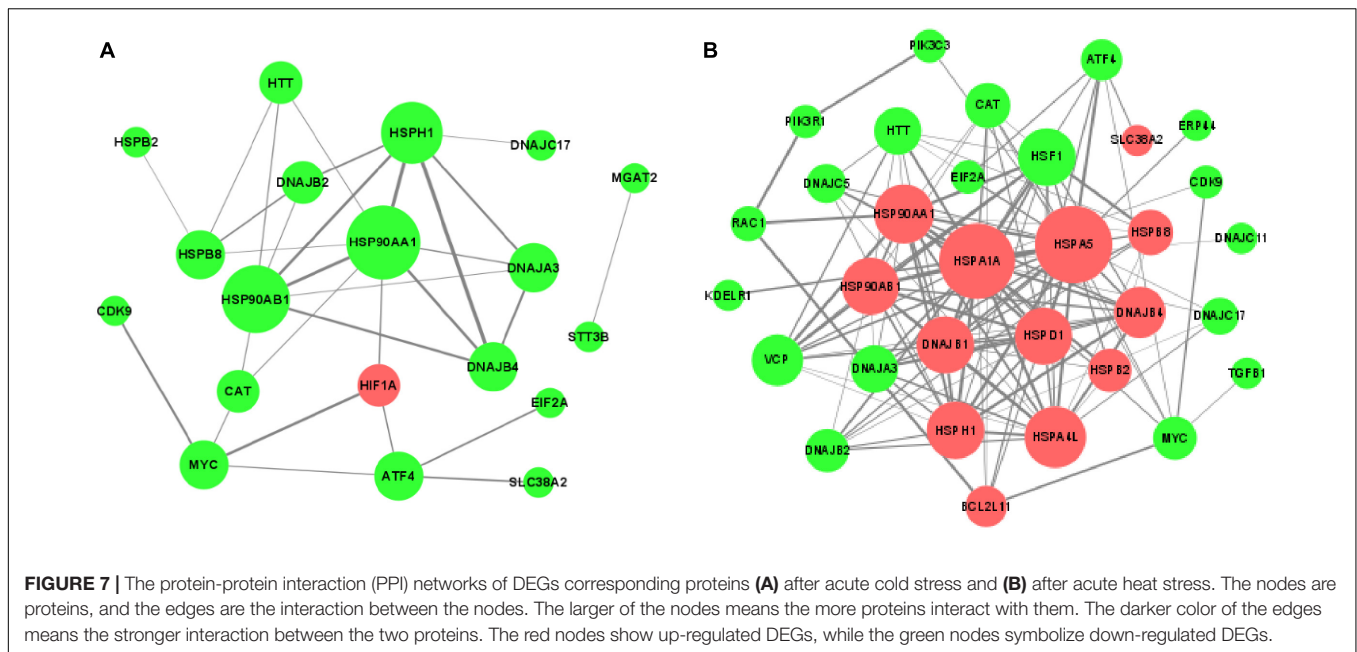 A
HTT
HSPH1
HSPB2
DNAJC17
DNAJB2
MGAT2
HSPB8
HSP90AA1
DNAJA3
HSP90AB1
CDK9
STT3B
DNAJB4
HIF1A
CAT
EIF2A
MYC
ATF4
SLC38A2
B
PIK3C3
ATF4
CAT
PIK3R1
HTT
SLC38A2
ERP44
HSF1
DNAJC5
EIF2A
CDK9
RAC1
HSP90AA1
HSPA5
HSPB8
DNAJC11
HSPA1A
KDELR1
HSP90AB1
DNAJB4
DNAJC17
VCP
DNAJB1
HSPD1
DNAJA3
HSPB2
TGFB1
DNAJB2
HSPH1
HSPA4L
MYC
BCL2L11
FIGURE 7 | The protein-protein interaction (PPI) networks of DEGs corresponding proteins (A) after acute cold stress and (B) after acute heat stress. The nodes are
proteins, and the edges are the interaction between the nodes. The larger of the nodes means the more proteins interact with them. The darker color of the edges
means the stronger interaction between the two proteins. The red nodes show up-regulated DEGs, while the green nodes symbolize down-regulated DEGs.